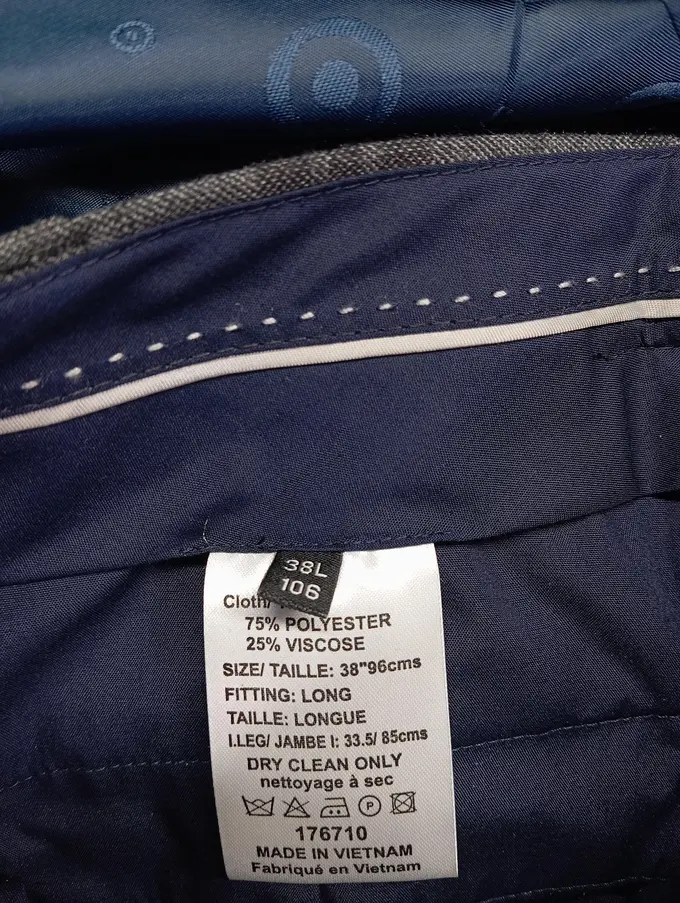 38L
106
Cloth/
75% POLYESTER
25% VISCOSE
SIZE/ TAILLE: 38"96cms
FITTING: LONG
TAILLE: LONGUE
I.LEG/ JAMBE I: 33.5/ 85cms
DRY CLEAN ONLY
nettoyage à sec
P
176710
MADE IN VIETNAM
Fabriqué en Vietnam